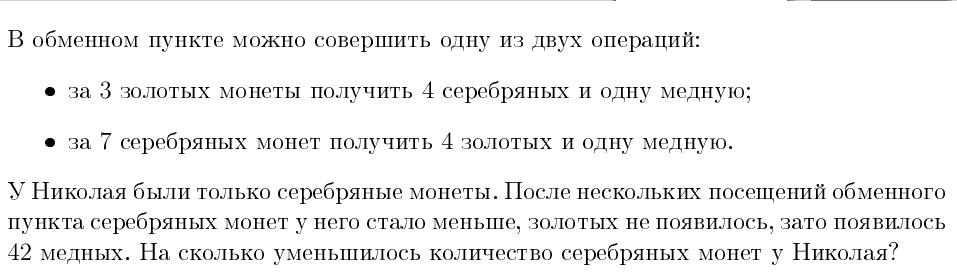 В обменном пункте можно совершить одну из двух операций:
• за 3 золотых монеты получить 4 серебряных и одну медную;
• за 7 серебряных монет получить 4 золотых и одну медную.
У Николая были только серебряные монеты. После нескольких посещений обменного
пункта серебряных монет у него стало меньше, золотых не появилось, зато появилось
42 медных. На сколько уменьшилось количество серебряных монет у Николая?